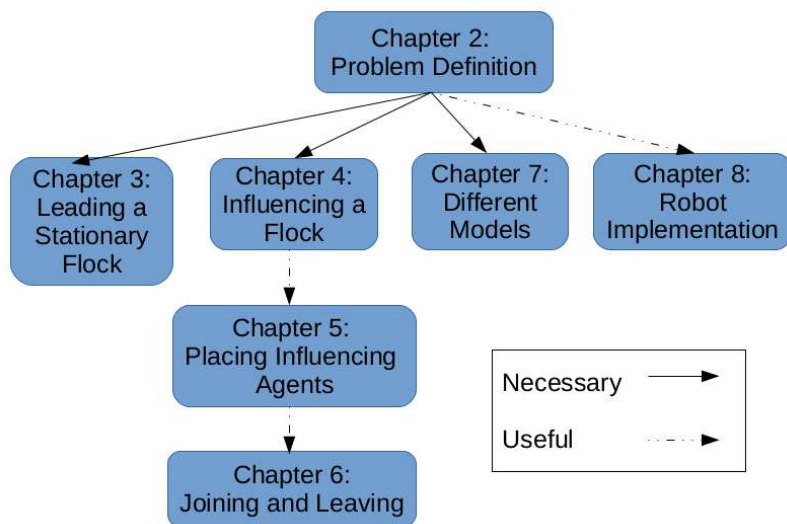 Chapter 2:
Problem Definition
Chapter 3:
Leading a
Stationary
Flock
Chapter 4:
Influencing a
Flock
Chapter 7:
Different
Models
Chapter 8:
Robot
Implementation
Chapter 5:
Placing Influencing
Agents
Chapter 6:
Joining and Leaving
Necessary
Useful